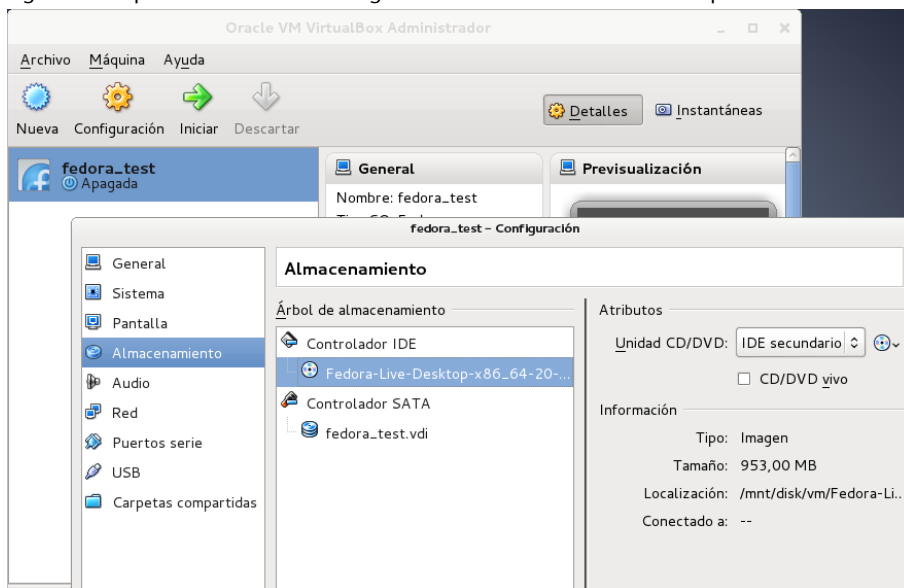 Oracle VM VirtualBox Administrador
Archivo Máquina Ayuda
Nueva Configuración Iniciar Descartar
Detalles Instantáneas
fedora_test
Apagada
General
Nombre: fedora_test
Previsualización
fedora_test – Configuración
General
Sistema
Pantalla
Almacenamiento
Audio
Red
Puertos serie
USB
Carpetas compartidas
Almacenamiento
Árbol de almacenamiento
Controlador IDE
Fedora-Live-Desktop-x86_64-20-...
Controlador SATA
fedora_test.vdi
Atributos
Unidad CD/DVD: IDE secundario
CD/DVD vivo
Información
Tipo: Imagen
Tamaño: 953,00 MB
Localización: /mnt/disk/vm/Fedora-Li..
Conectado a: --